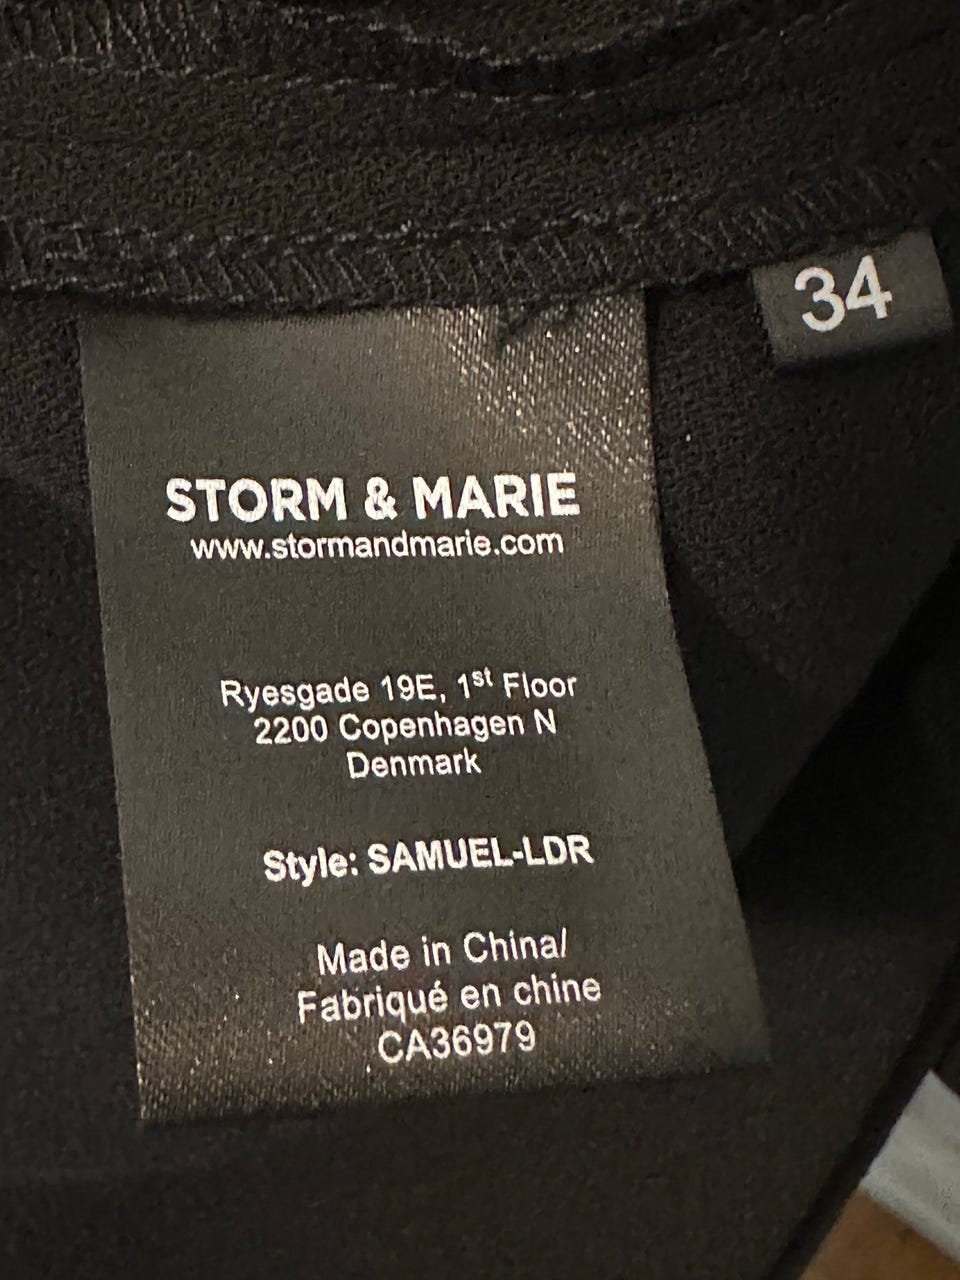 34
STORM & MARIE
www.stormandmarie.com
Ryesgade 19E, 1st Floor
2200 Copenhagen N
Denmark
Style: SAMUEL-LDR
Made in China/
Fabriqué en chine
CA36979